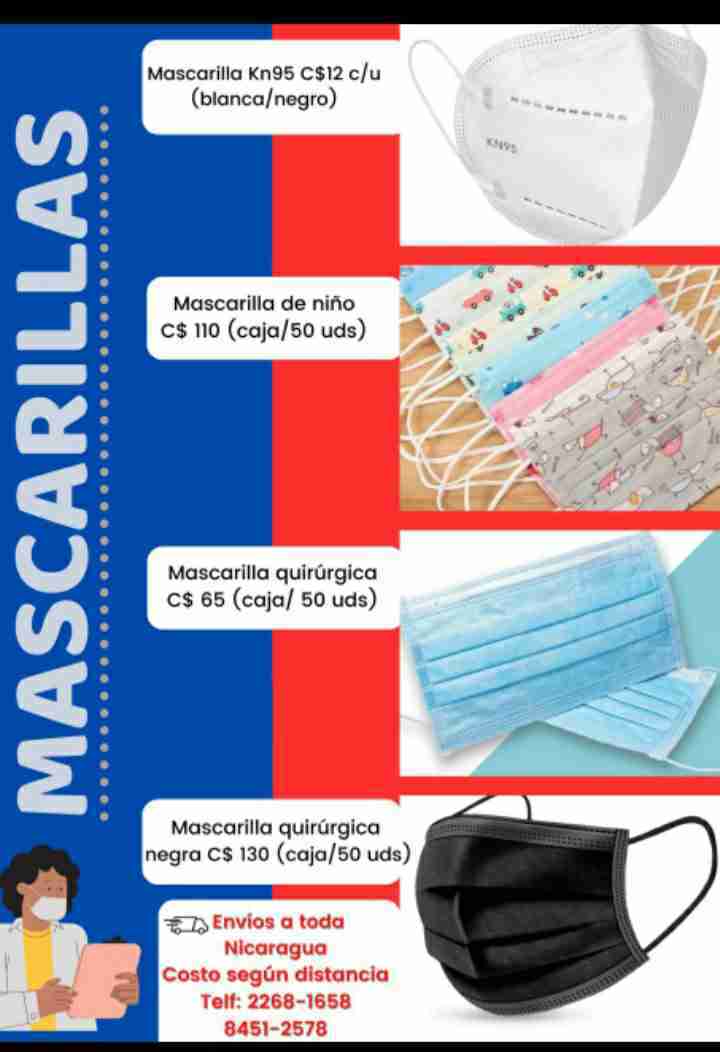 MASCARILLAS
Mascarilla Kn95 C$12 c/u
(blanca/negro)
KN95
Mascarilla de niño
C$ 110 (caja/50 uds)
Mascarilla quirúrgica
C$ 65 (caja/ 50 uds)
Mascarilla quirúrgica
negra C$ 130 (caja/50 uds)
Envios a toda
Nicaragua
Costo según distancia
Telf: 2268-1658
8451-2578